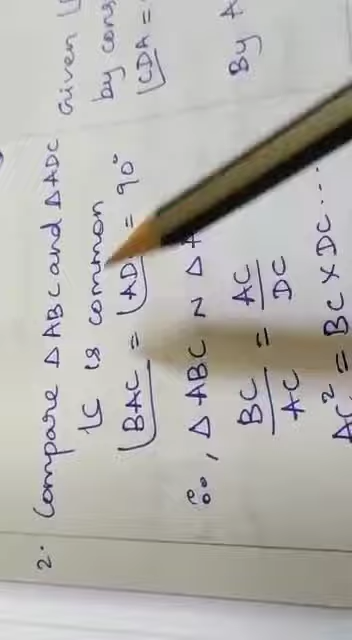 2. Compare ΔABC and ΔADC
∟C is common
∟BAC = ∟AD = 90°
∴, ΔABC ~ Δ
BC/AC = AC/DC
AC² = BC × DC...
Given
by cons
∟CDA =
By A